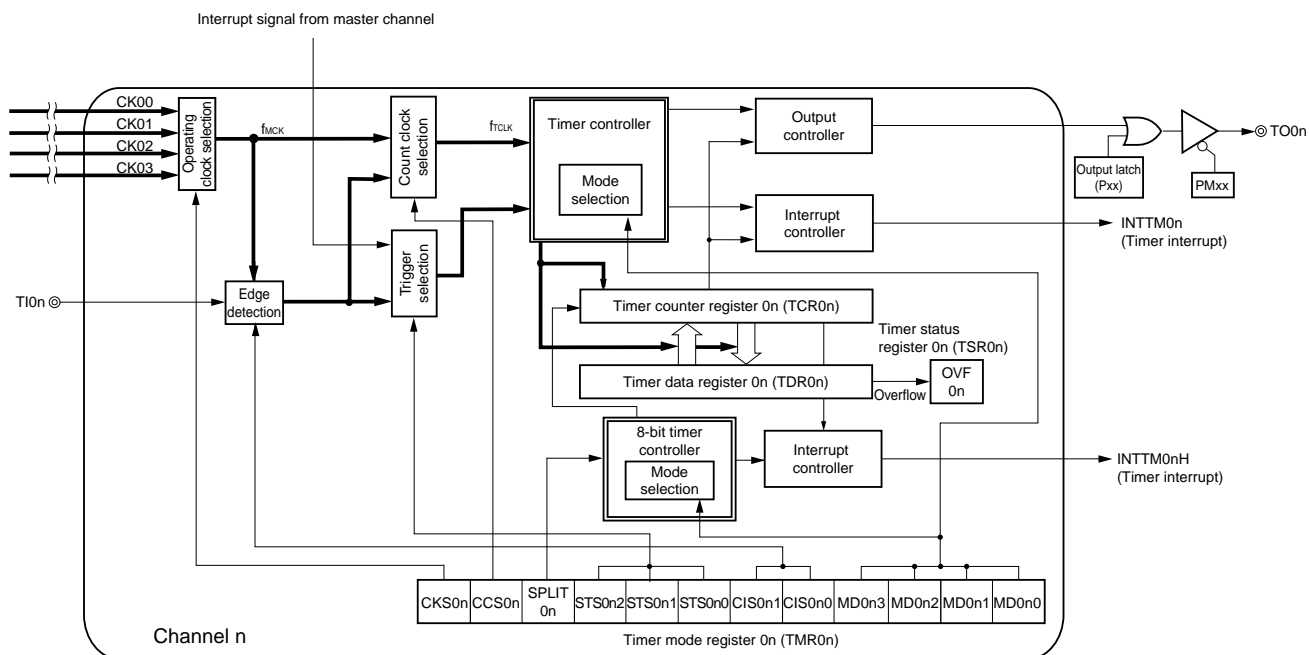 Interrupt signal from master channel
CK00
CK01
CK02
CK03
Operating
clock selection
fMCK
Count clock
selection
fTCLK
Timer controller
Mode
selection
Output
controller
TO0n
Output latch
(Pxx)
PMxx
Interrupt
controller
INTTM0n
(Timer interrupt)
Trigger
selection
TI0n
Edge
detection
Timer counter register 0n (TCR0n)
Timer status
register 0n (TSR0n)
Timer data register 0n (TDR0n)
Overflow
OVF
0n
8-bit timer
controller
Mode
selection
Interrupt
controller
INTTM0nH
(Timer interrupt)
CKS0n CCS0n SPLIT
0n STS0n2 STS0n1 STS0n0 CIS0n1 CIS0n0 MD0n3 MD0n2 MD0n1 MD0n0
Channel n
Timer mode register 0n (TMR0n)